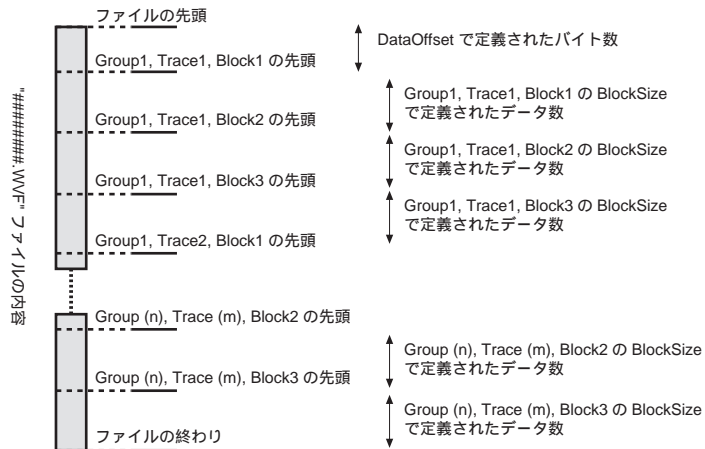 ファイルの先頭
DataOffset で定義されたバイト数
Group1, Trace1, Block1 の先頭
Group1, Trace1, Block1 の BlockSize
で定義されたデータ数
Group1, Trace1, Block2 の先頭
Group1, Trace1, Block2 の BlockSize
で定義されたデータ数
Group1, Trace1, Block3 の先頭
Group1, Trace1, Block3 の BlockSize
で定義されたデータ数
Group1, Trace2, Block1 の先頭
"########.WVF" ファイルの内容
Group (n), Trace (m), Block2 の先頭
Group (n), Trace (m), Block2 の BlockSize
で定義されたデータ数
Group (n), Trace (m), Block3 の先頭
Group (n), Trace (m), Block3 の BlockSize
で定義されたデータ数
ファイルの終わり